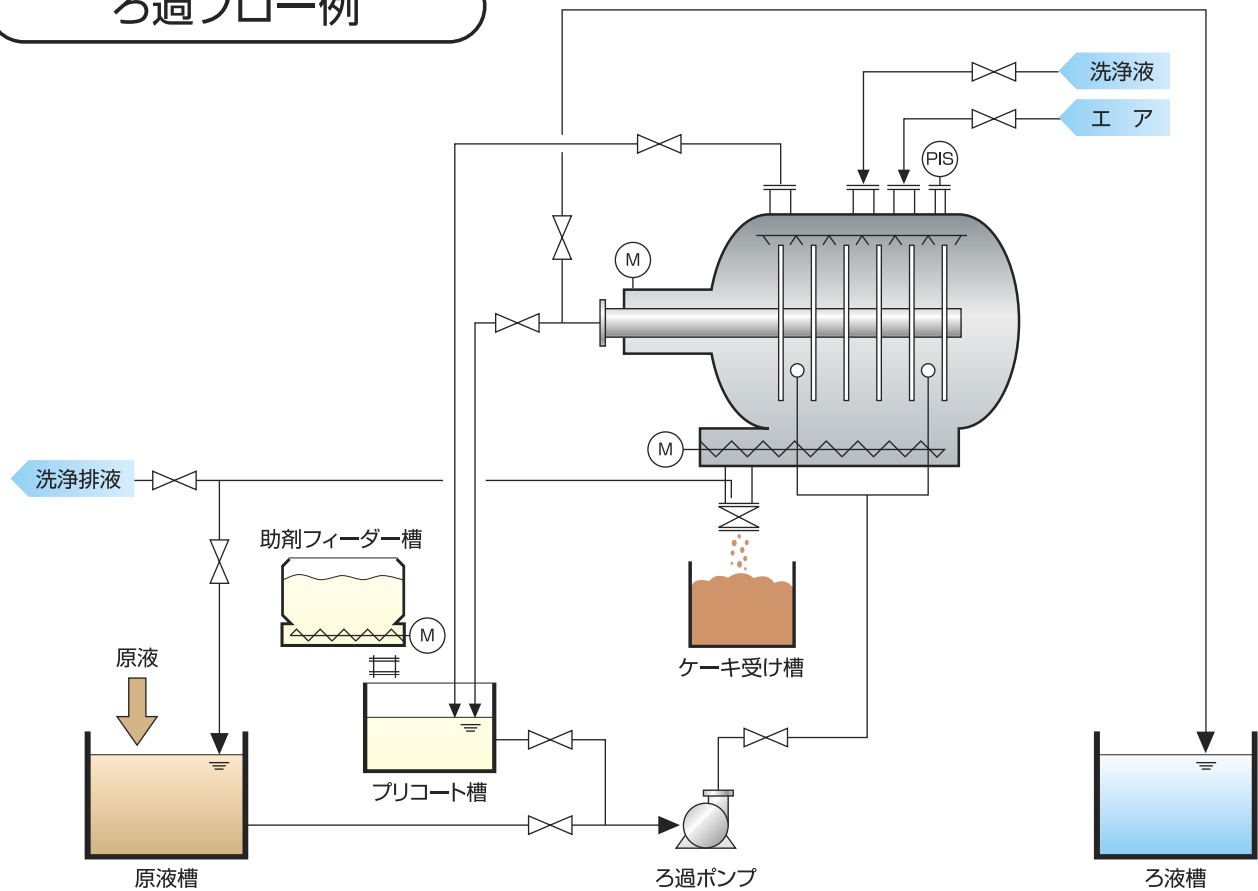 ろ過フロー例
洗浄液
エ ア
PIS
M
M
洗浄排液
助剤フィーダー槽
M
原液
ケーキ受け槽
プリコート槽
原液槽
ろ過ポンプ
ろ液槽